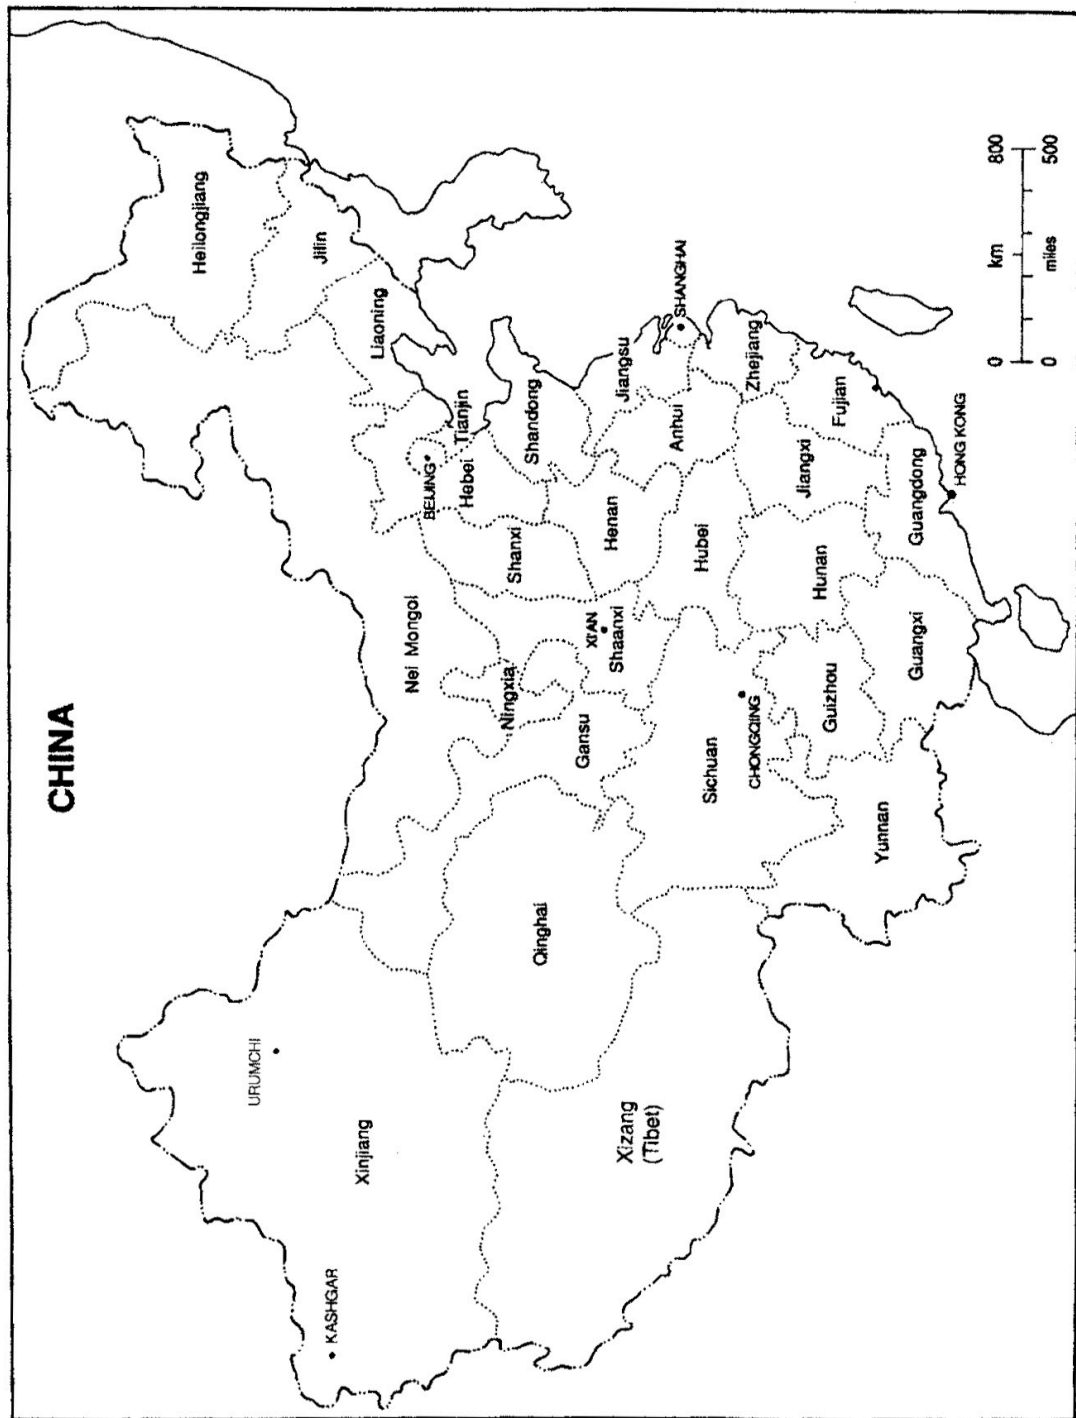 CHINA
Heilongjiang
Jilin
Liaoning
Nei Mongol
URUMCHI
Xinjiang
KASHGAR
BEIJING
Tianjin
Hebei
Shanxi
Shandong
Ningxia
Gansu
Qinghai
XI'AN
Shaanxi
Henan
Jiangsu
SHANGHAI
Anhui
Hubei
Sichuan
CHONGQING
Xizang
(Tibet)
Zhejiang
Jiangxi
Hunan
Guizhou
Fujian
Yunnan
Guangxi
Guangdong
HONG KONG
0 km 800
0 miles 500